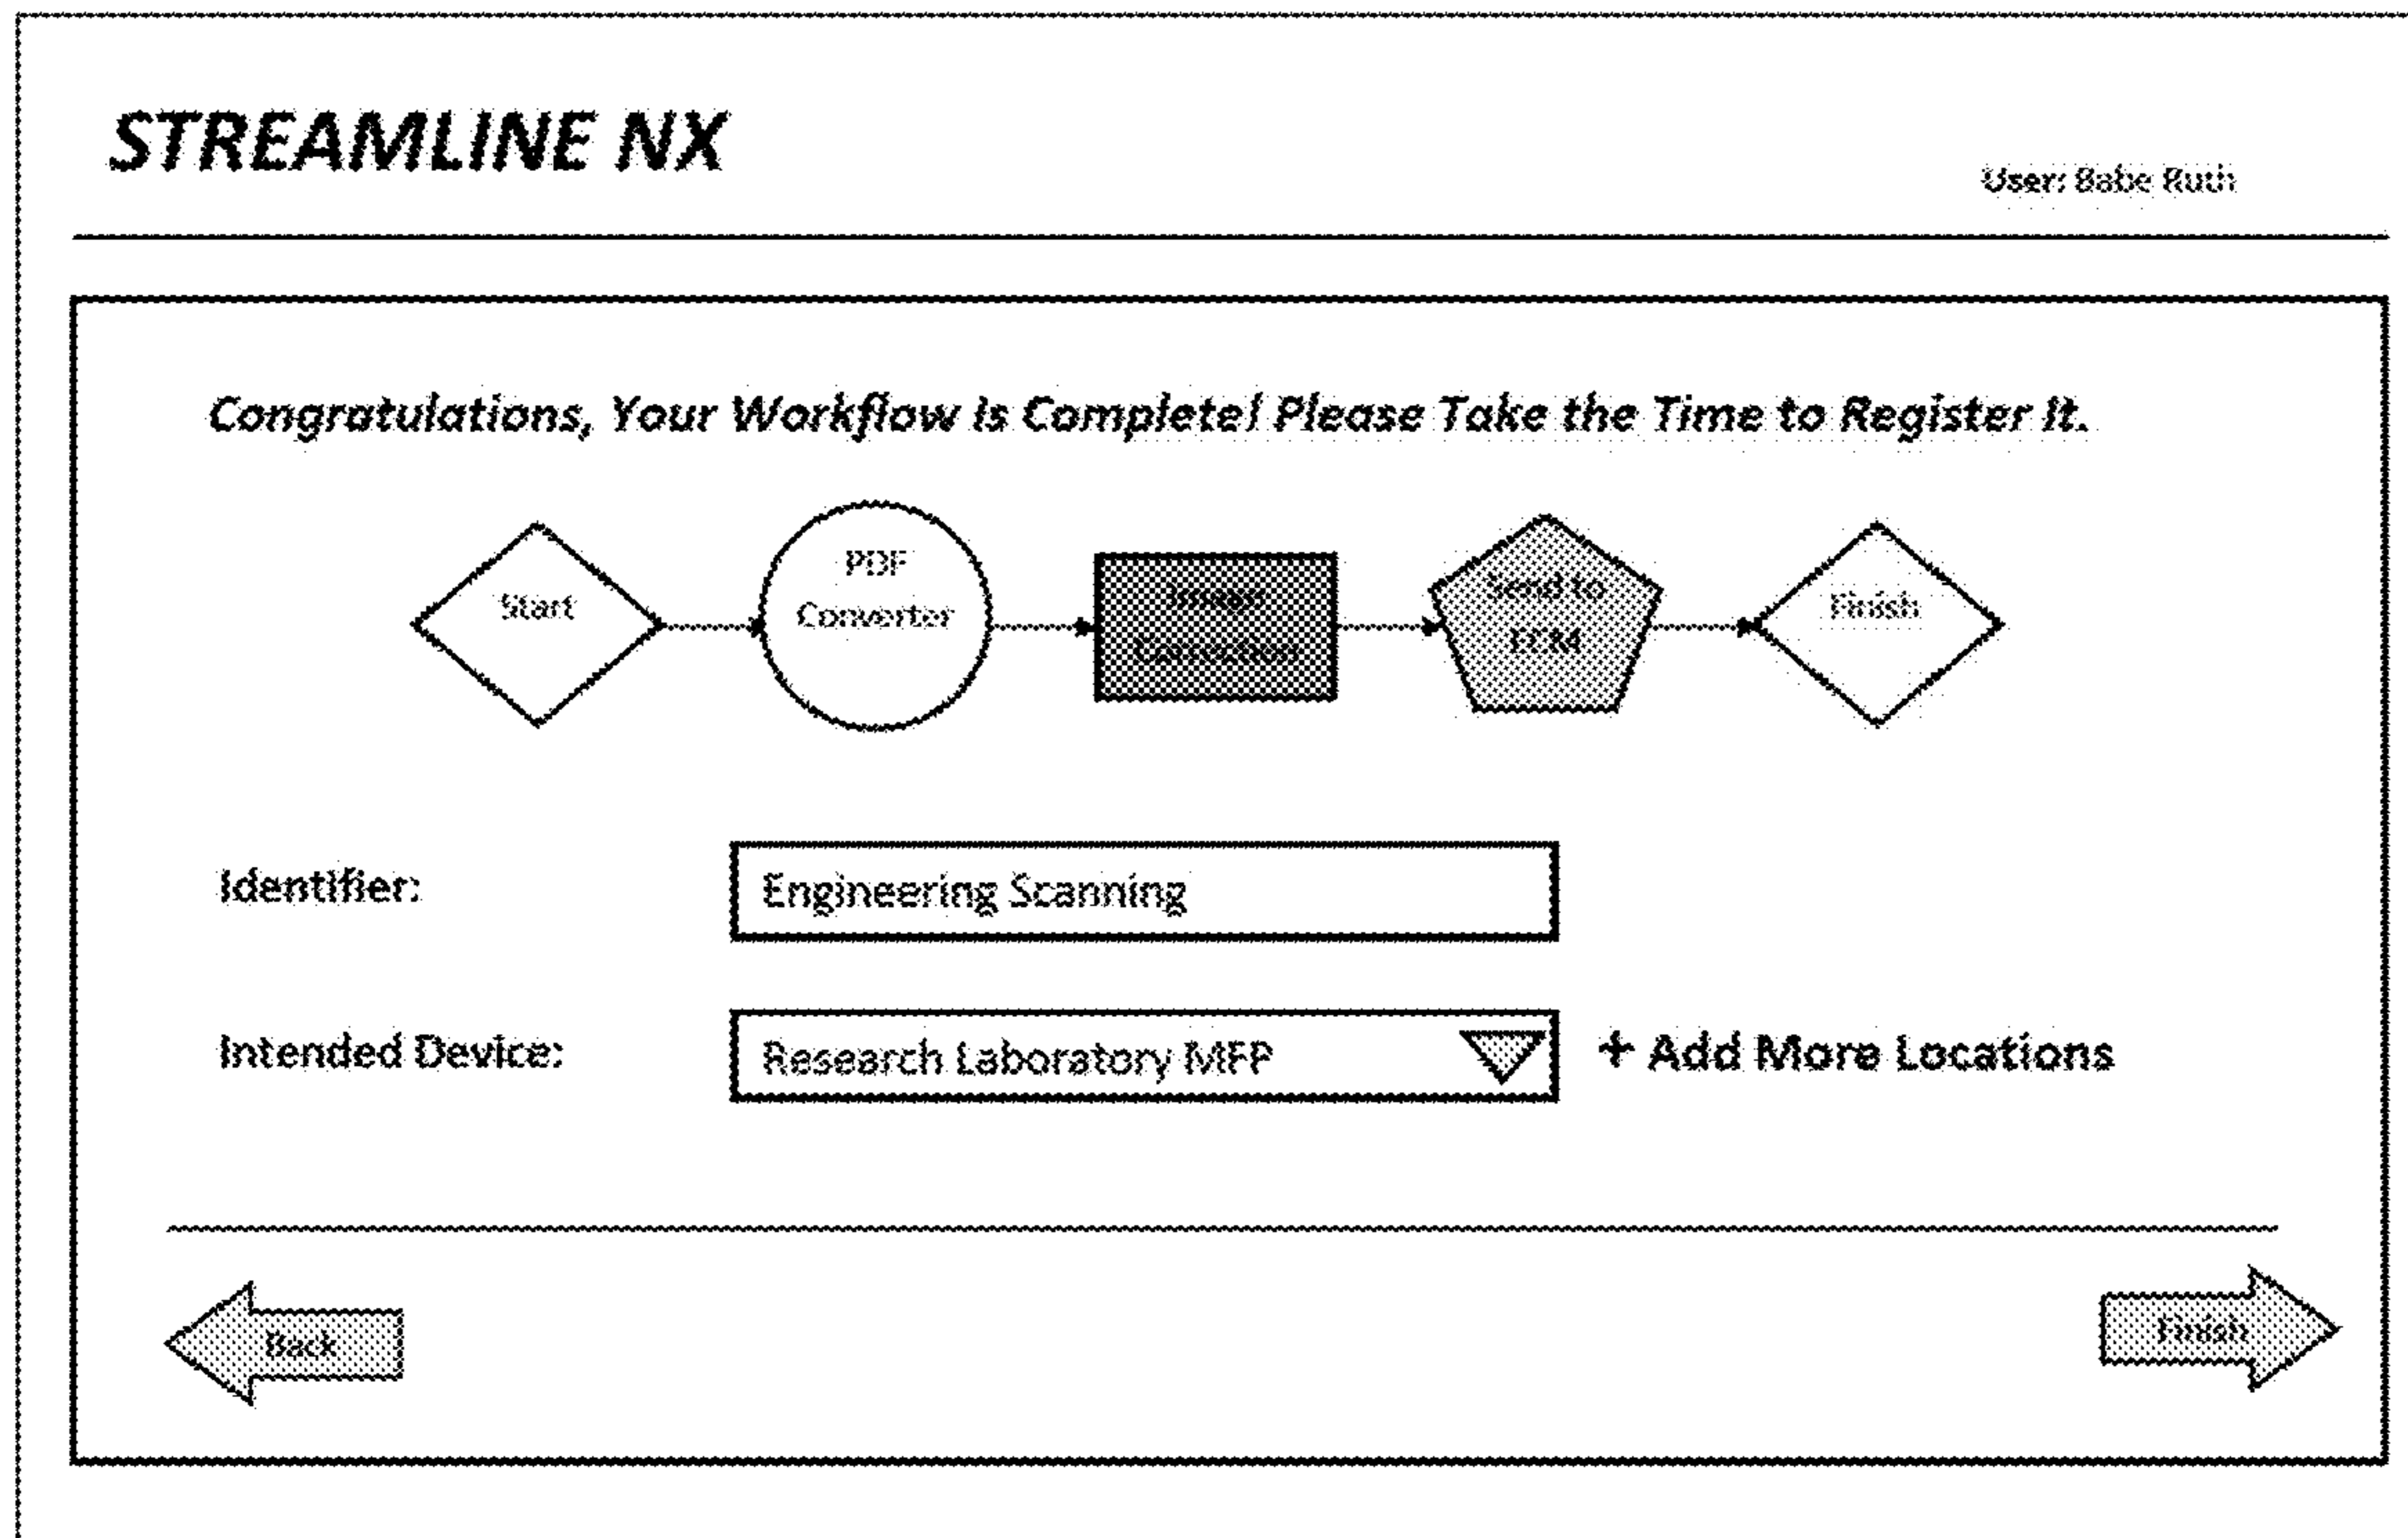 STREAMLINE NX
User: Babe Ruth
Congratulations, Your Workflow Is Complete! Please Take the Time to Register It.
Start
PDF
Converter
Image
Send to
ECM
Finish
Identifier:
Engineering Scanning
Intended Device:
Research Laboratory MFP
+ Add More Locations
Back
Finish